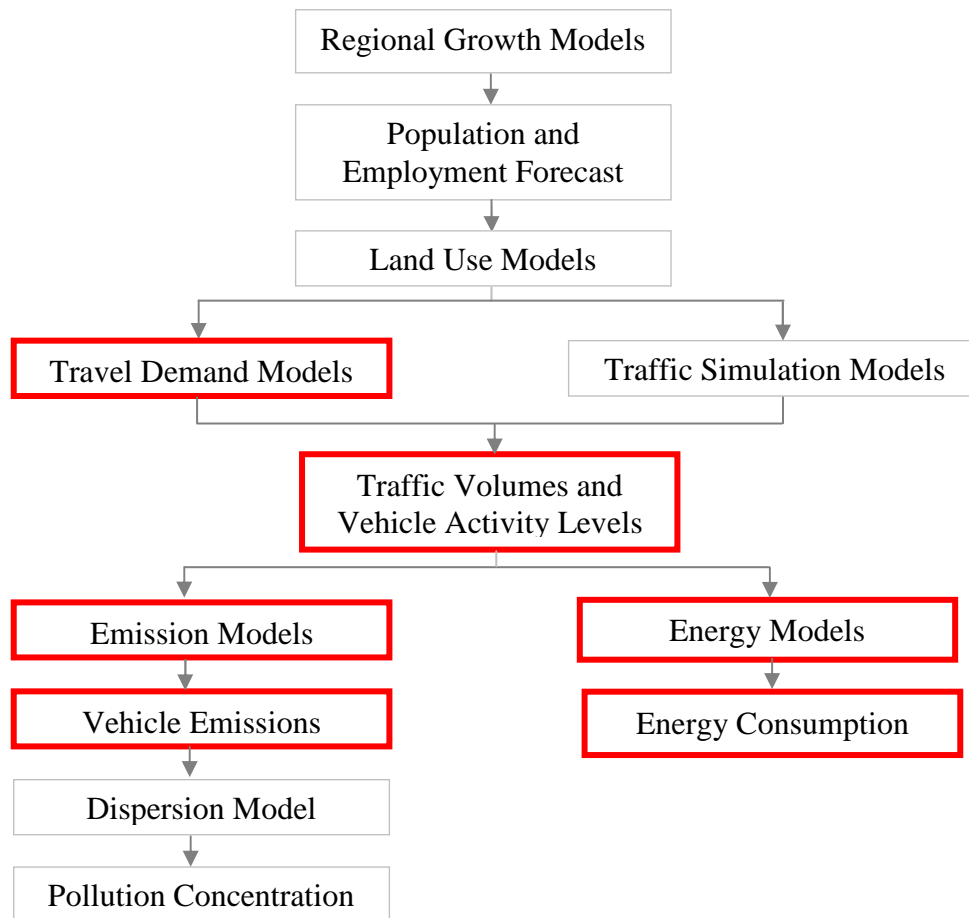 Regional Growth Models
Population and
Employment Forecast
Land Use Models
Travel Demand Models
Traffic Simulation Models
Traffic Volumes and
Vehicle Activity Levels
Emission Models
Energy Models
Vehicle Emissions
Energy Consumption
Dispersion Model
Pollution Concentration